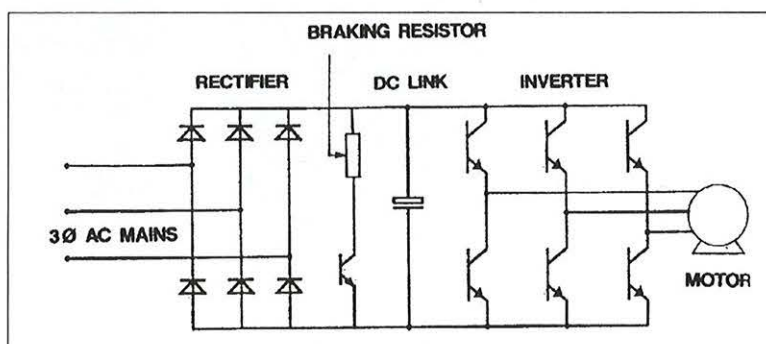 BRAKING RESISTOR
RECTIFIER
DC LINK
INVERTER
3Ø AC MAINS
MOTOR